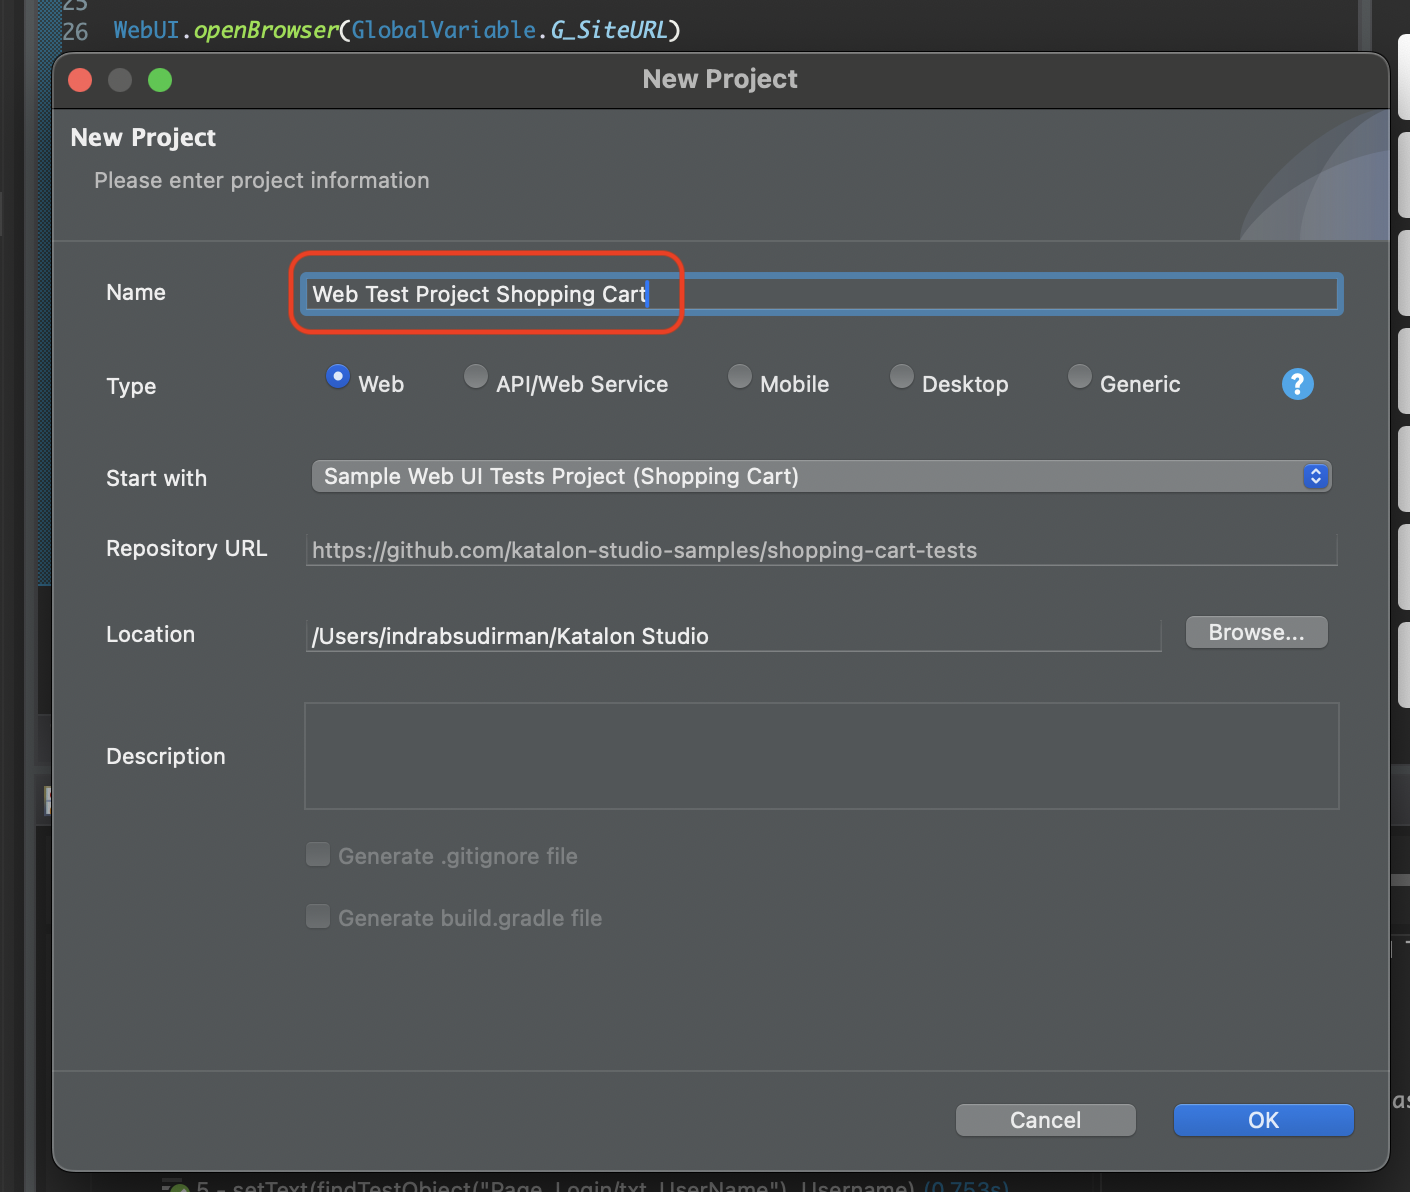 25
26 WebUI.openBrowser(GlobalVariable.G_SiteURL)
New Project
New Project
Please enter project information
Name Web Test Project Shopping Cart
Type Web API/Web Service Mobile Desktop Generic ?
Start with Sample Web UI Tests Project (Shopping Cart)
Repository URL https://github.com/katalon-studio-samples/shopping-cart-tests
Location /Users/indrabsudirman/Katalon Studio Browse...
Description
Generate .gitignore file
Generate build.gradle file
Cancel OK
5 - setText(findTestObject("Page_Login/txt_UserName"), Username) (0.753s)